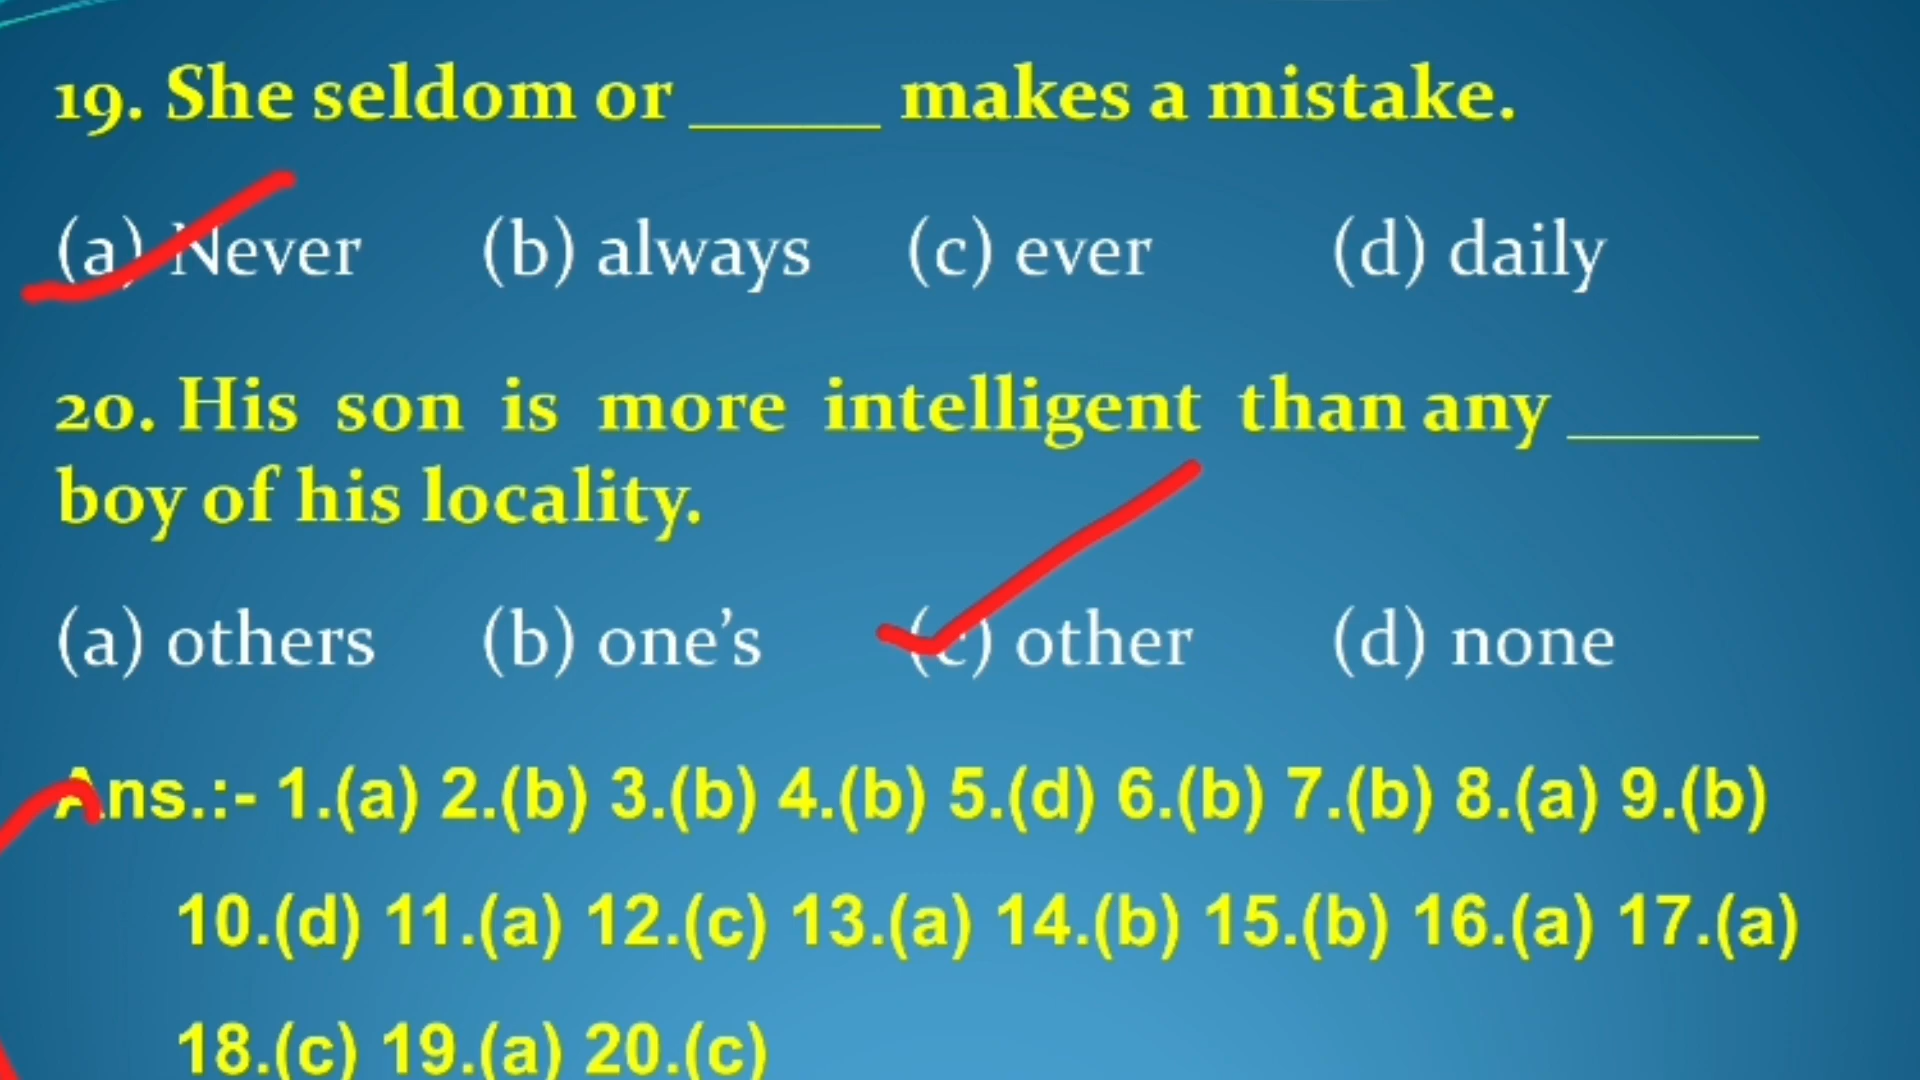 19. She seldom or _____ makes a mistake.
(a) Never (b) always (c) ever (d) daily
20. His son is more intelligent than any _____
boy of his locality.
(a) others (b) one’s (c) other (d) none
Ans.:- 1.(a) 2.(b) 3.(b) 4.(b) 5.(d) 6.(b) 7.(b) 8.(a) 9.(b)
10.(d) 11.(a) 12.(c) 13.(a) 14.(b) 15.(b) 16.(a) 17.(a)
18.(c) 19.(a) 20.(c)